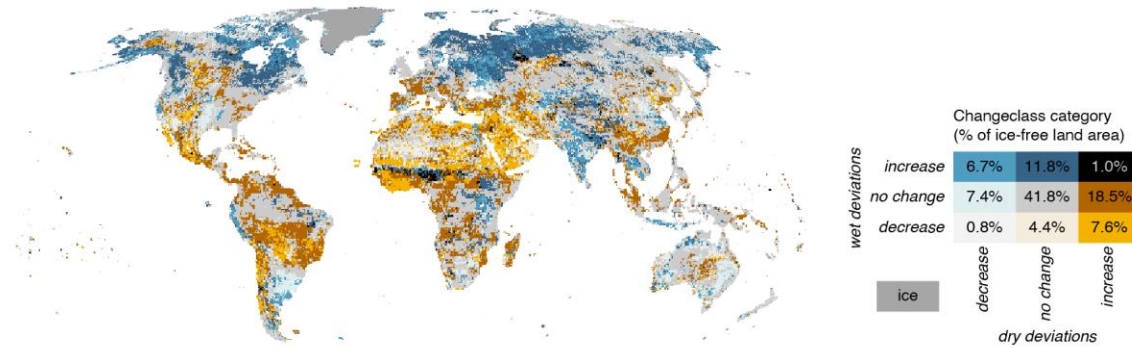 Changeclass category
(% of ice-free land area)
wet deviations
increase 6.7% 11.8% 1.0%
no change 7.4% 41.8% 18.5%
decrease 0.8% 4.4% 7.6%
decrease no change increase
ice
dry deviations